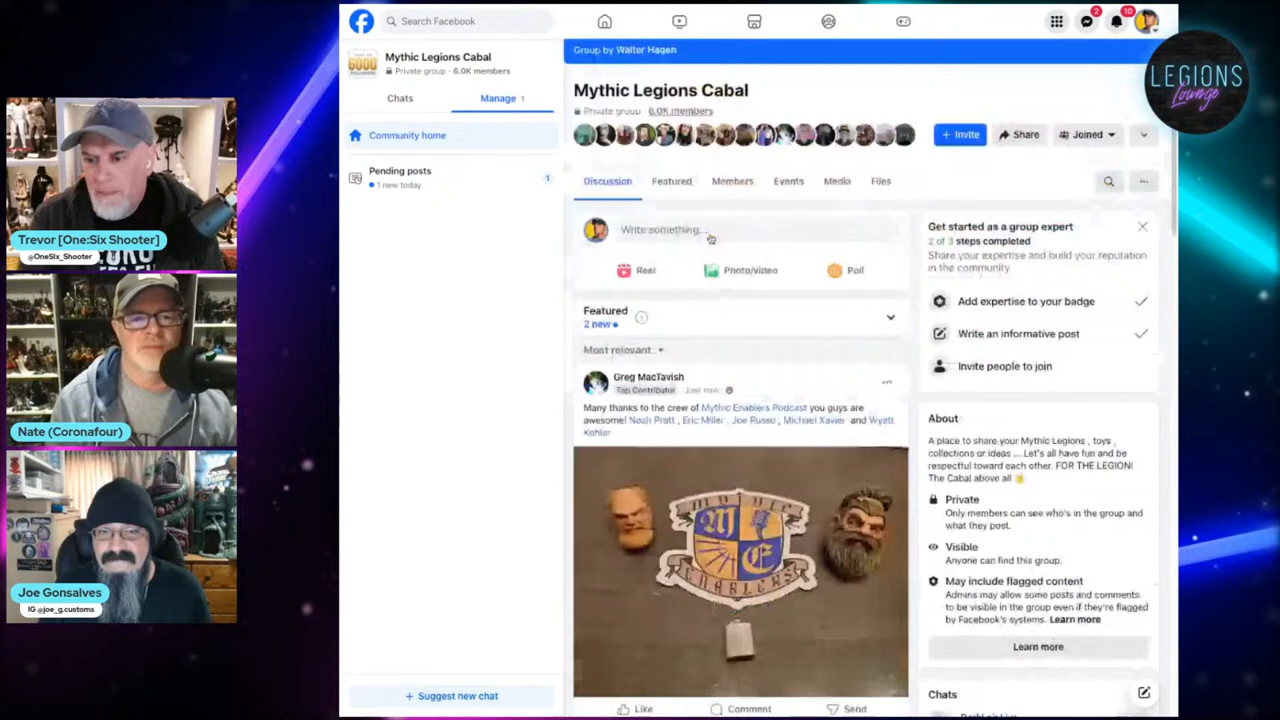 Search Facebook
2
10
LEGIONS
Lounge
Mythic Legions Cabal
Private group · 6.0K members
Chats
Manage 1
Community home
Pending posts
1 new today
1
+ Suggest new chat
Group by Walter Hagen
Mythic Legions Cabal
Private group · 6.0K members
+ Invite
Share
Joined
Discussion
Featured
Members
Events
Media
Files
Write something...
Reel
Photo/video
Poll
Featured
2 new
Most relevant
Greg MacTavish
Top Contributor · Just now
Many thanks to the crew of Mythic Enablers Podcast you guys are
awesome! Noah Pratt , Eric Miller , Joe Russo , Michael Xavier and Wyatt
Kohler
MYTHIC
M
E
ENABLERS
Like
Comment
Send
Get started as a group expert
2 of 3 steps completed
Share your expertise and build your reputation
in the community.
Add expertise to your badge
Write an informative post
Invite people to join
About
A place to share your Mythic Legions , toys ,
collections or ideas ... Let's all have fun and be
respectful toward each other. FOR THE LEGION!
The Cabal above all
Private
Only members can see who's in the group and
what they post.
Visible
Anyone can find this group.
May include flagged content
Admins may allow some posts and comments
to be visible in the group even if they're flagged
by Facebook's systems. Learn more
Learn more
Chats
Trevor [One:Six Shooter]
@OneSix_Shooter
Nate (Coronafour)
Joe Gonsalves
IG @joe_g.customs